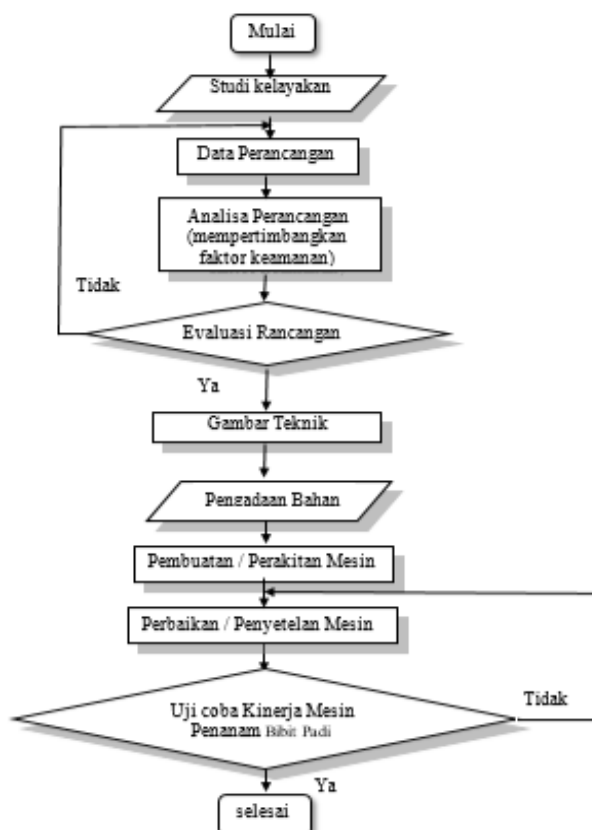 Mulai
Studi kelayakan
Data Perancangan
Analisa Perancangan
(mempertimbangkan
faktor keamanan)
Tidak
Evaluasi Rancangan
Ya
Gambar Teknik
Pengadaan Bahan
Pembuatan / Perakitan Mesin
Perbaikan / Penyetelan Mesin
Tidak
Uji coba Kinerja Mesin
Penanam Bibit Padi
Ya
selesai